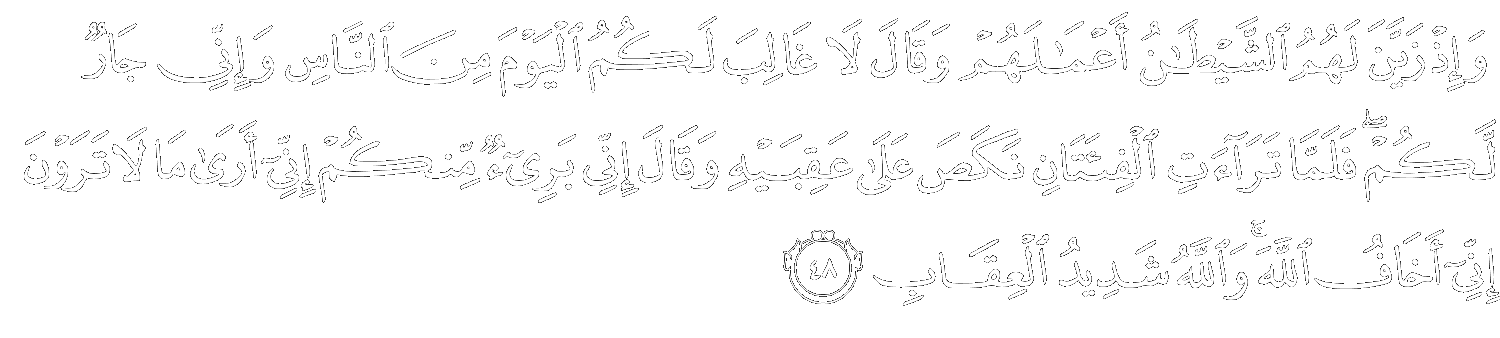 وَإِذْ زَيَّنَ لَهُمُ ٱلشَّيْطَٰنُ أَعْمَٰلَهُمْ وَقَالَ لَا غَالِبَ لَكُمُ ٱلْيَوْمَ مِنَ ٱلنَّاسِ وَإِنِّى جَارٌ
لَّكُمْ ۖ فَلَمَّا تَرَآءَتِ ٱلْفِئَتَانِ نَكَصَ عَلَىٰ عَقِبَيْهِ وَقَالَ إِنِّى بَرِىٓءٌ مِّنكُمْ إِنِّىٓ أَرَىٰ مَا لَا تَرَوْنَ
إِنِّىٓ أَخَافُ ٱللَّهَ ۚ وَٱللَّهُ شَدِيدُ ٱلْعِقَابِ ٤٨